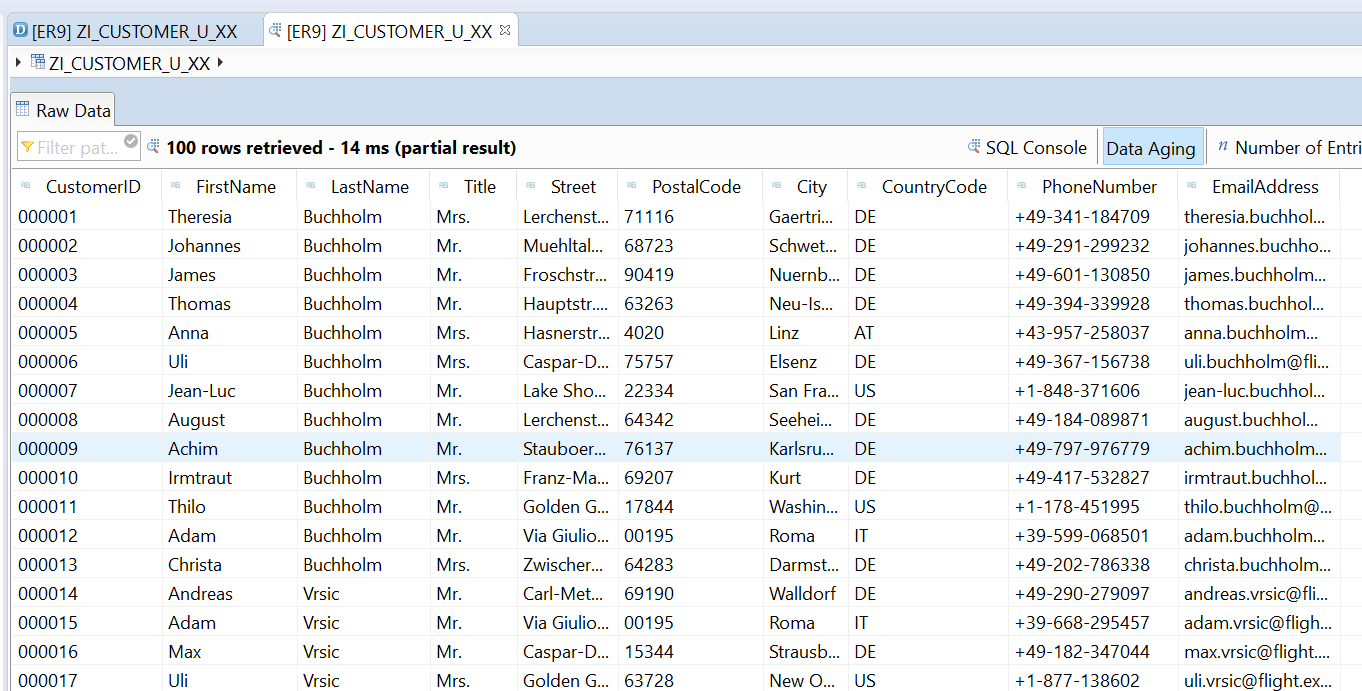 [ER9] ZI_CUSTOMER_U_XX [ER9] ZI_CUSTOMER_U_XX
ZI_CUSTOMER_U_XX
Raw Data
Filter pat... 100 rows retrieved - 14 ms (partial result) SQL Console Data Aging Number of Entri
CustomerID FirstName LastName Title Street PostalCode City CountryCode PhoneNumber EmailAddress
000001 Theresia Buchholm Mrs. Lerchenst... 71116 Gaertri... DE +49-341-184709 theresia.buchhol...
000002 Johannes Buchholm Mr. Muehltal... 68723 Schwet... DE +49-291-299232 johannes.buchho...
000003 James Buchholm Mr. Froschstr... 90419 Nuernb... DE +49-601-130850 james.buchholm...
000004 Thomas Buchholm Mr. Hauptstr.... 63263 Neu-Is... DE +49-394-339928 thomas.buchhol...
000005 Anna Buchholm Mrs. Hasnerstr... 4020 Linz AT +43-957-258037 anna.buchholm...
000006 Uli Buchholm Mrs. Caspar-D... 75757 Elsenz DE +49-367-156738 uli.buchholm@fli...
000007 Jean-Luc Buchholm Mr. Lake Sho... 22334 San Fra... US +1-848-371606 jean-luc.buchhol...
000008 August Buchholm Mr. Lerchenst... 64342 Seehei... DE +49-184-089871 august.buchhol...
000009 Achim Buchholm Mr. Stauboer... 76137 Karlsru... DE +49-797-976779 achim.buchholm...
000010 Irmtraut Buchholm Mrs. Franz-Ma... 69207 Kurt DE +49-417-532827 irmtraut.buchhol...
000011 Thilo Buchholm Mr. Golden G... 17844 Washin... US +1-178-451995 thilo.buchholm@...
000012 Adam Buchholm Mr. Via Giulio... 00195 Roma IT +39-599-068501 adam.buchholm...
000013 Christa Buchholm Mrs. Zwischer... 64283 Darmst... DE +49-202-786338 christa.buchholm...
000014 Andreas Vrsic Mr. Carl-Met... 69190 Walldorf DE +49-290-279097 andreas.vrsic@fli...
000015 Adam Vrsic Mr. Via Giulio... 00195 Roma IT +39-668-295457 adam.vrsic@fligh...
000016 Max Vrsic Mr. Caspar-D... 15344 Strausb... DE +49-182-347044 max.vrsic@flight....
000017 Uli Vrsic Mrs. Golden G... 63728 New O... US +1-877-138602 uli.vrsic@flight.ex...